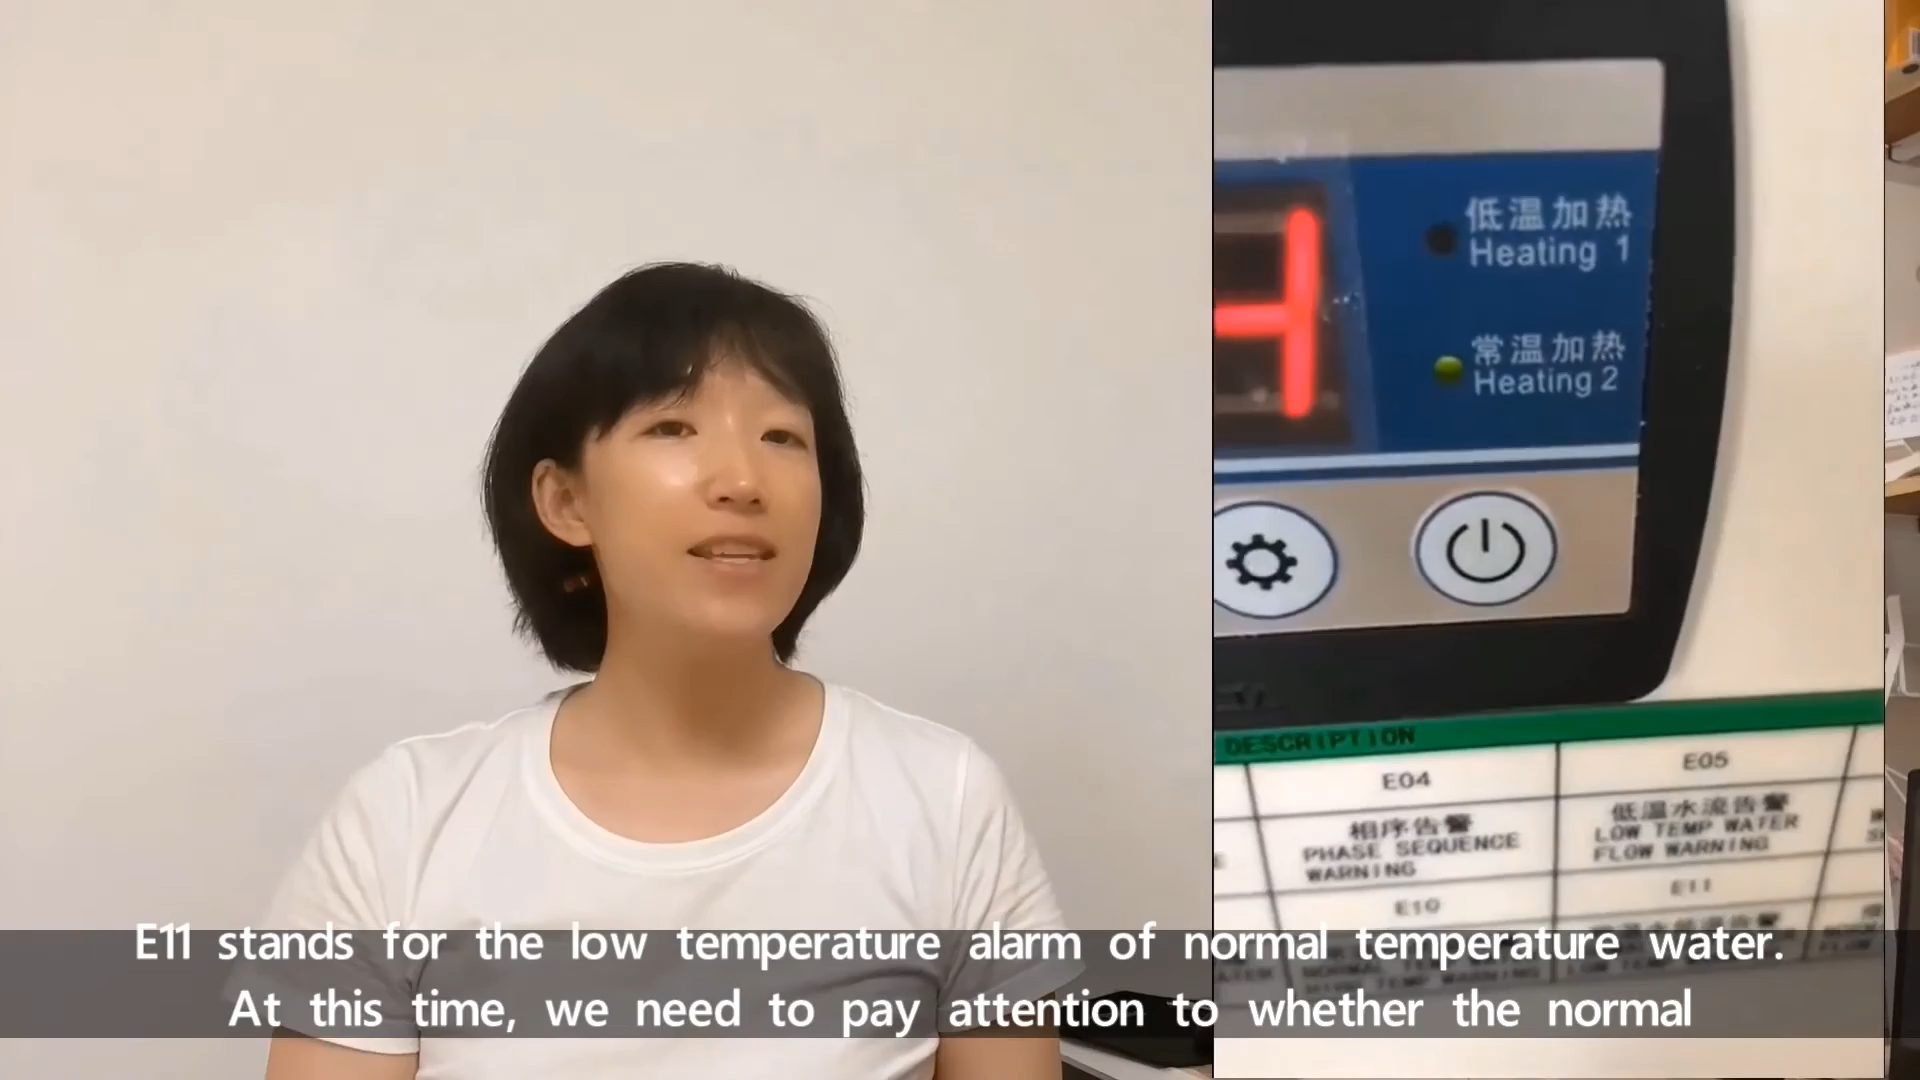 低温加热
Heating 1
常温加热
Heating 2
DESCRIPTION
E04
E05
相序告警
PHASE SEQUENCE
WARNING
低温水流告警
LOW TEMP WATER
FLOW WARNING
E10
E11
E11 stands for the low temperature alarm of normal temperature water.
At this time, we need to pay attention to whether the normal